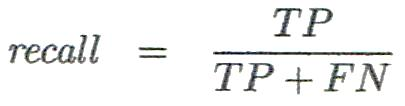 recall = TP / TP + FN